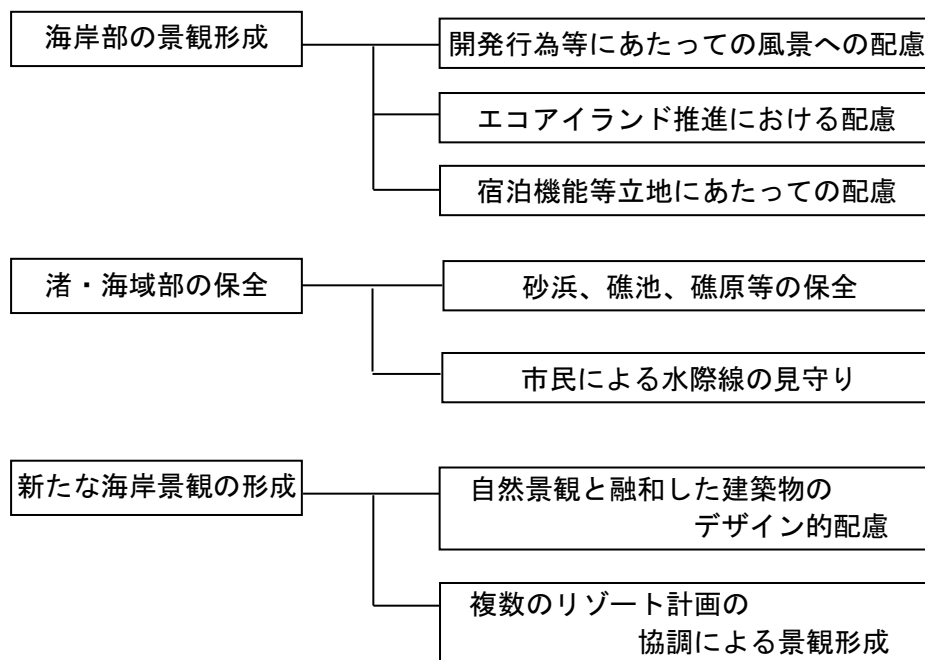 海岸部の景観形成
開発行為等にあたっての風景への配慮
エコアイランド推進における配慮
宿泊機能等立地にあたっての配慮
渚・海域部の保全
砂浜、礁池、礁原等の保全
市民による水際線の見守り
新たな海岸景観の形成
自然景観と融和した建築物の
デザイン的配慮
複数のリゾート計画の
協調による景観形成